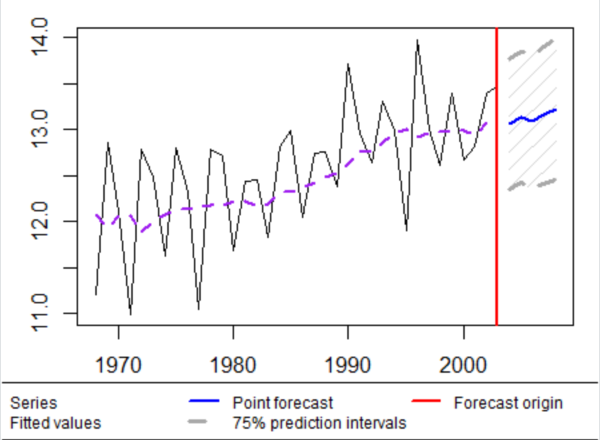 14.0
13.0
12.0
11.0
1970 1980 1990 2000
Series Point forecast Forecast origin
Fitted values 75% prediction intervals